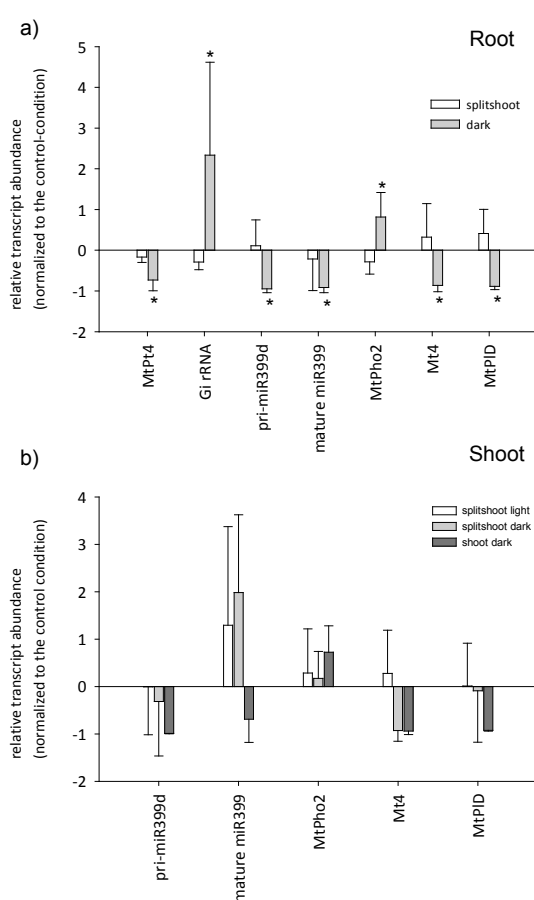 a)
Root
relative transcript abundance
(normalized to the control-condition)
5
4
3
2
1
0
-1
-2
splitshoot
dark
*
*
*
*
*
*
*
MtPt4
Gi rRNA
pri-miR399d
mature miR399
MtPho2
Mt4
MtPID
b)
Shoot
relative transcript abundance
(normalized to the control condition)
4
3
2
1
0
-1
-2
splitshoot light
splitshoot dark
shoot dark
pri-miR399d
mature miR399
MtPho2
Mt4
MtPID